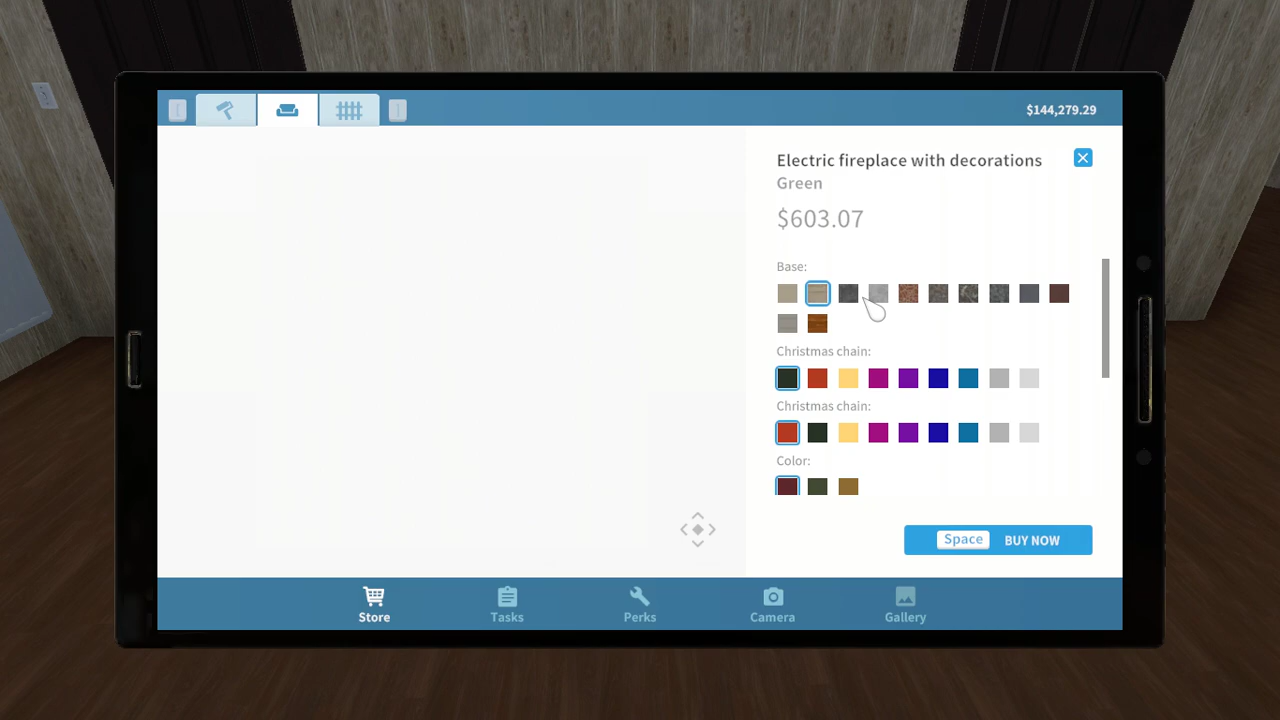 $144,279.29
Electric fireplace with decorations
Green
$603.07
Base:
Christmas chain:
Christmas chain:
Color:
Space BUY NOW
Store Tasks Perks Camera Gallery